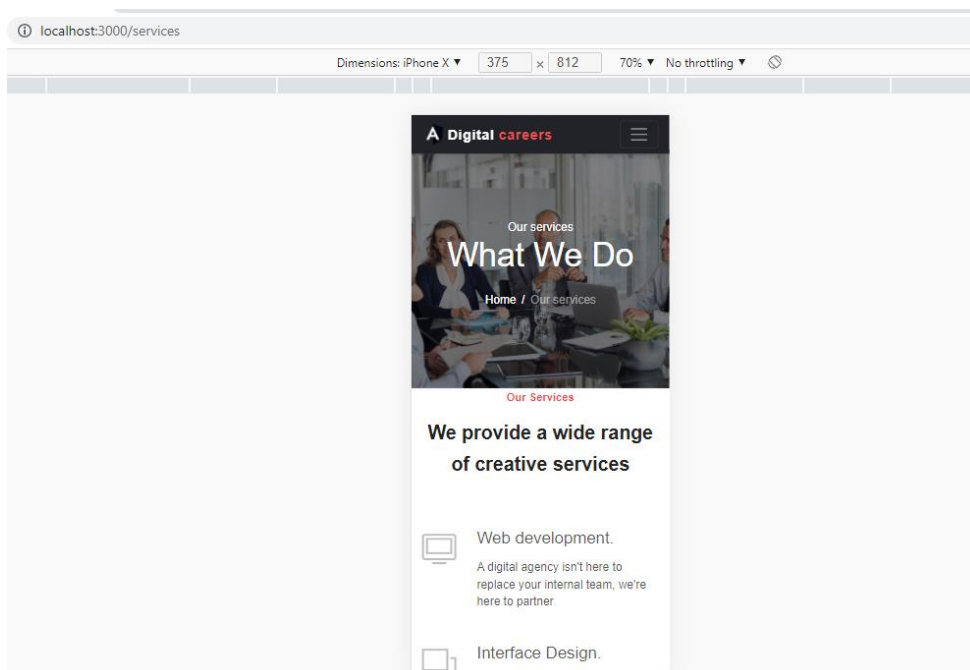 localhost:3000/services
Dimensions: iPhone X ▼ 375 × 812 70% ▼ No throttling ▼
A Digital careers
Our services
What We Do
Home / Our services
Our Services
We provide a wide range
of creative services
Web development.
A digital agency isn't here to
replace your internal team, we're
here to partner
Interface Design.